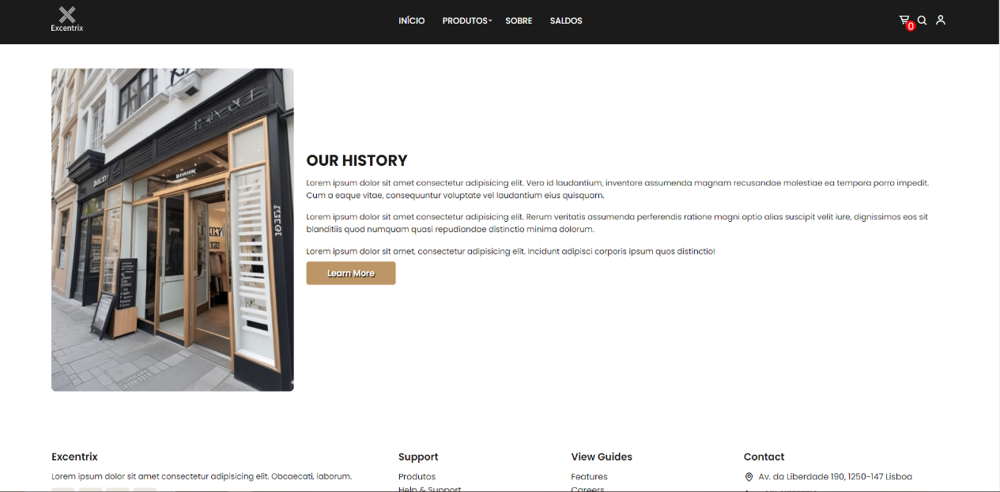 Excentrix
INÍCIO PRODUTOS SOBRE SALDOS
0
OUR HISTORY
Lorem ipsum dolor sit amet consectetur adipisicing elit. Vero id laudantium, inventore assumenda magnam recusandae molestiae ea tempora porro impedit.
Cum a eaque vitae, consequuntur voluptate vel laudantium eius quisquam.
Lorem ipsum dolor sit amet consectetur adipisicing elit. Rerum veritatis assumenda perferendis ratione magni optio alias suscipit velit iure, dignissimos eos sit
blanditiis quod numquam quasi repudiandae distinctio minima dolorum.
Lorem ipsum dolor sit amet, consectetur adipisicing elit. Incidunt adipisci corporis ipsum quos distinctio!
Learn More
Excentrix
Lorem ipsum dolor sit amet consectetur adipisicing elit. Obcaecati, laborum.
Support
Produtos
Help & Support
View Guides
Features
Careers
Contact
Av. da Liberdade 190, 1250-147 Lisboa